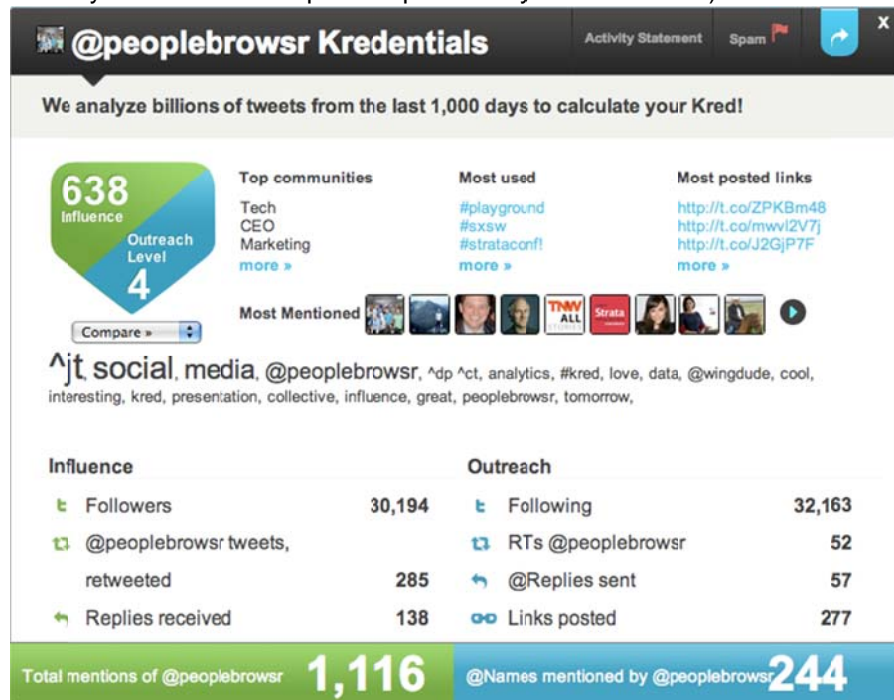 @peoplebrowsr Kredentials
Activity Statement
Spam
X
We analyze billions of tweets from the last 1,000 days to calculate your Kred!
638
Influence
Outreach
Level
4
Compare »
Top communities
Tech
CEO
Marketing
more »
Most used
#playground
#sxsw
#strataconf!
more »
Most posted links
http://t.co/ZPKBm48
http://t.co/mwvl2V7j
http://t.co/J2GjP7F
more »
Most Mentioned
TNW
ALL
STORIES
Strata
^jt, social, media, @peoplebrowsr, ^dp ^ct, analytics, #kred, love, data, @wingdude, cool,
interesting, kred, presentation, collective, influence, great, peoplebrowsr, tomorrow,
Influence
Followers 30,194
@peoplebrowsr tweets,
retweeted 285
Replies received 138
Outreach
Following 32,163
RTs @peoplebrowsr 52
@Replies sent 57
Links posted 277
Total mentions of @peoplebrowsr 1,116
@Names mentioned by @peoplebrowsr 244